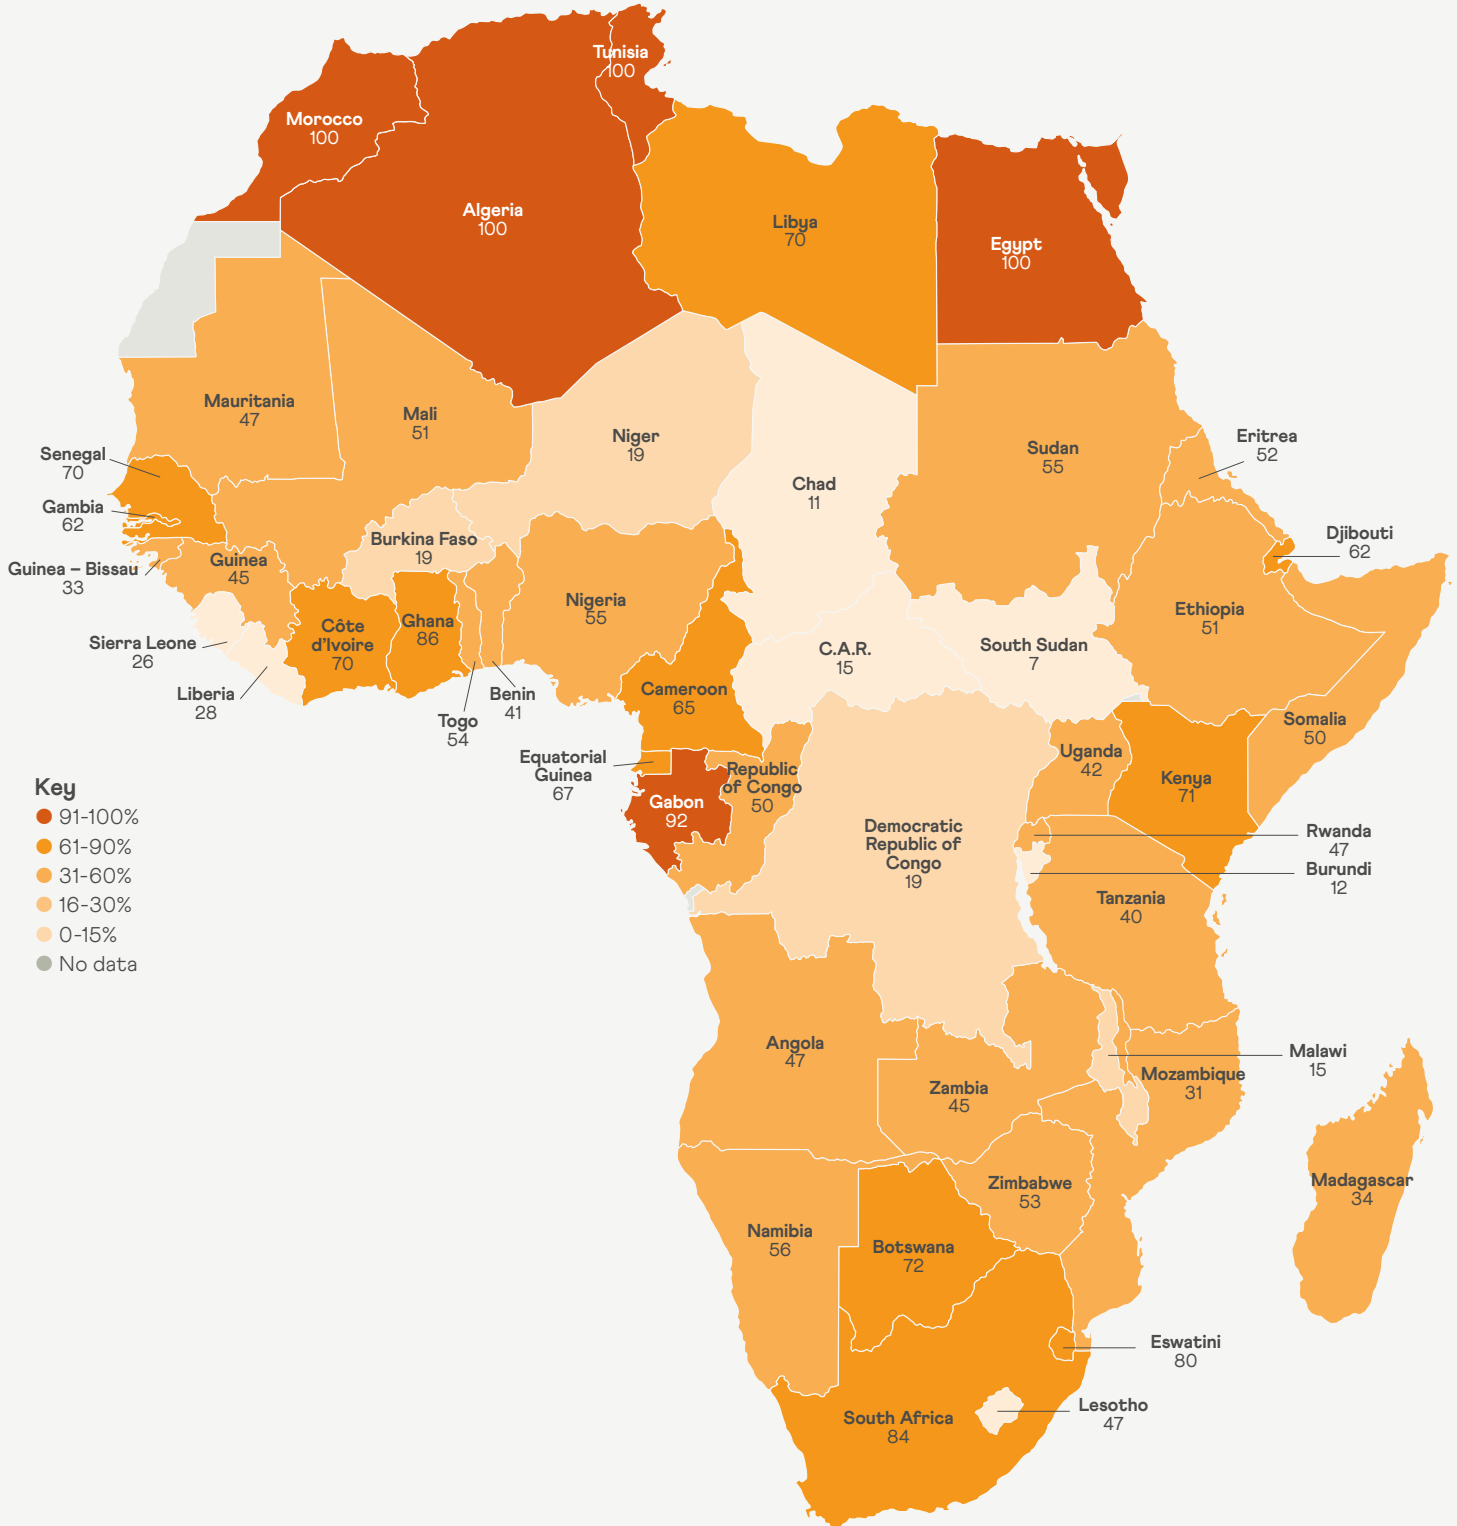 Tunisia
100
Morocco
100
Algeria
100
Libya
70
Egypt
100
Mauritania
47
Mali
51
Niger
19
Chad
11
Sudan
55
Eritrea
52
Senegal
70
Gambia
62
Guinea – Bissau
33
Guinea
45
Burkina Faso
19
Djibouti
62
Sierra Leone
26
Liberia
28
Côte
d'Ivoire
70
Ghana
86
Togo
54
Benin
41
Nigeria
55
Cameroon
65
C.A.R.
15
South Sudan
7
Ethiopia
51
Somalia
50
Equatorial
Guinea
67
Gabon
92
Republic
of Congo
50
Democratic
Republic of
Congo
19
Uganda
42
Kenya
71
Rwanda
47
Burundi
12
Tanzania
40
Key
91-100%
61-90%
31-60%
16-30%
0-15%
No data
Angola
47
Zambia
45
Malawi
15
Mozambique
31
Madagascar
34
Zimbabwe
53
Namibia
56
Botswana
72
Eswatini
80
Lesotho
47
South Africa
84